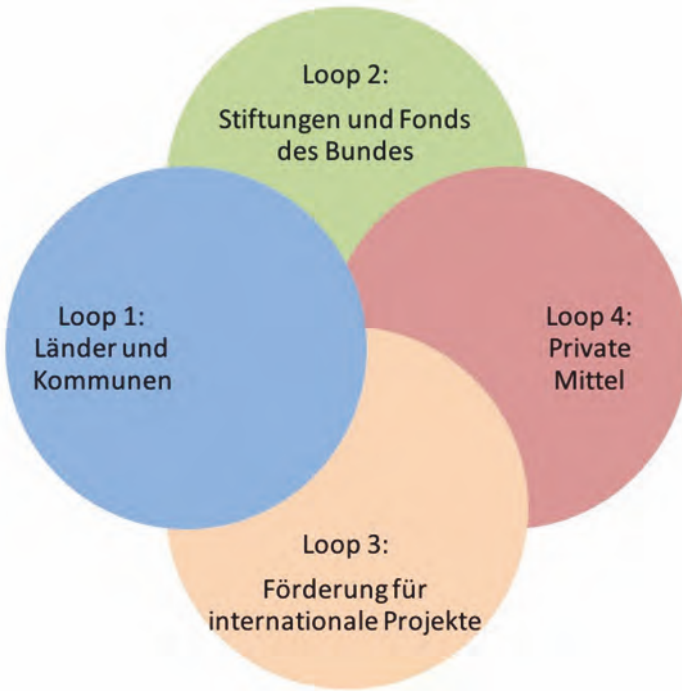 Loop 2:
Stiftungen und Fonds
des Bundes
Loop 1:
Länder und
Kommunen
Loop 4:
Private
Mittel
Loop 3:
Förderung für
internationale Projekte